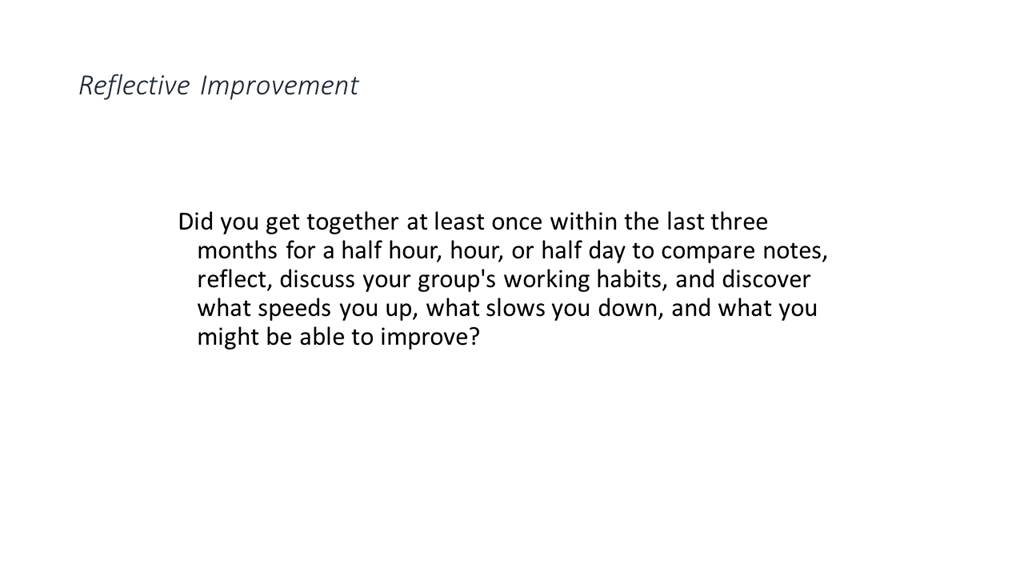 Reflective Improvement
Did you get together at least once within the last three
months for a half hour, hour, or half day to compare notes,
reflect, discuss your group's working habits, and discover
what speeds you up, what slows you down, and what you
might be able to improve?